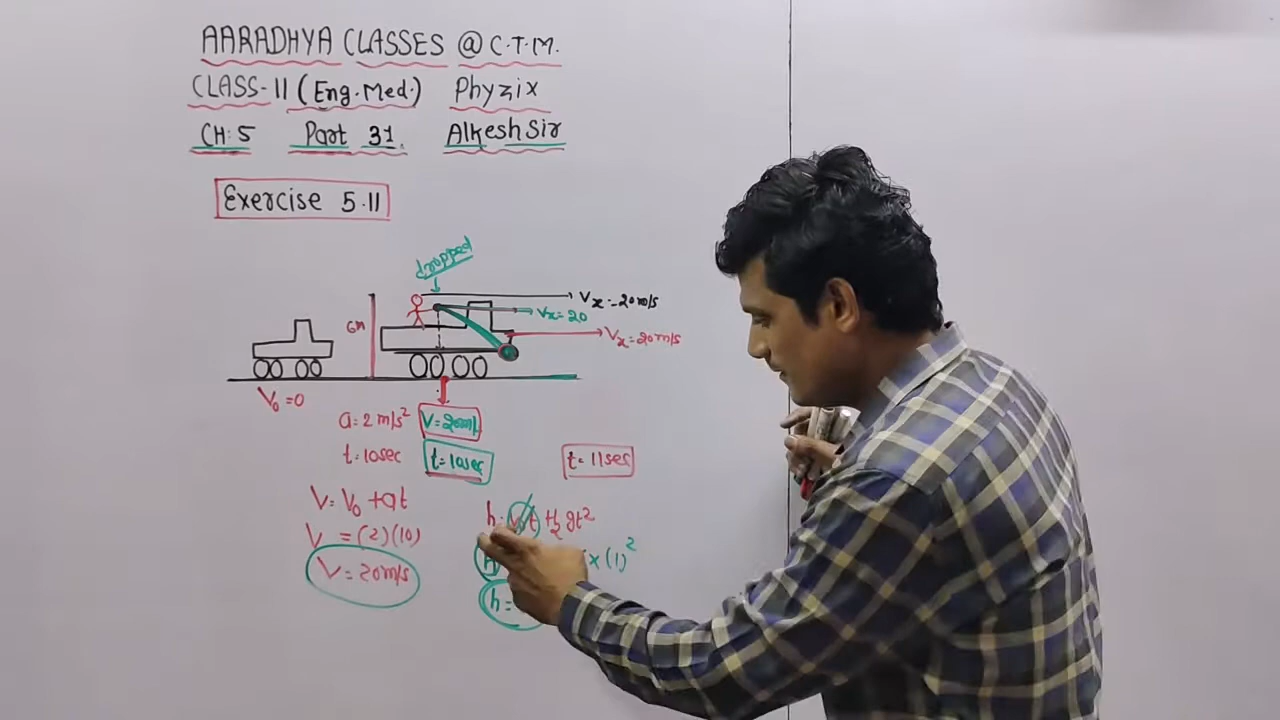 AARADHYA CLASSES @ C.T.M.
CLASS-11 (Eng.Med.) Phyzix
CH:5 Part 31. Alkesh Sir
Exercise 5.11
dropped
Vx = 20m/s
Vx = 20
6m
Vx = 20m/s
V₀ = 0
a = 2 m/s² V = 20m/s
t = 10sec t = 10sec t = 11sec
V = V₀ + at
h = t + ½ gt²
V = (2)(10)
x (1)²
V = 20m/s
h =